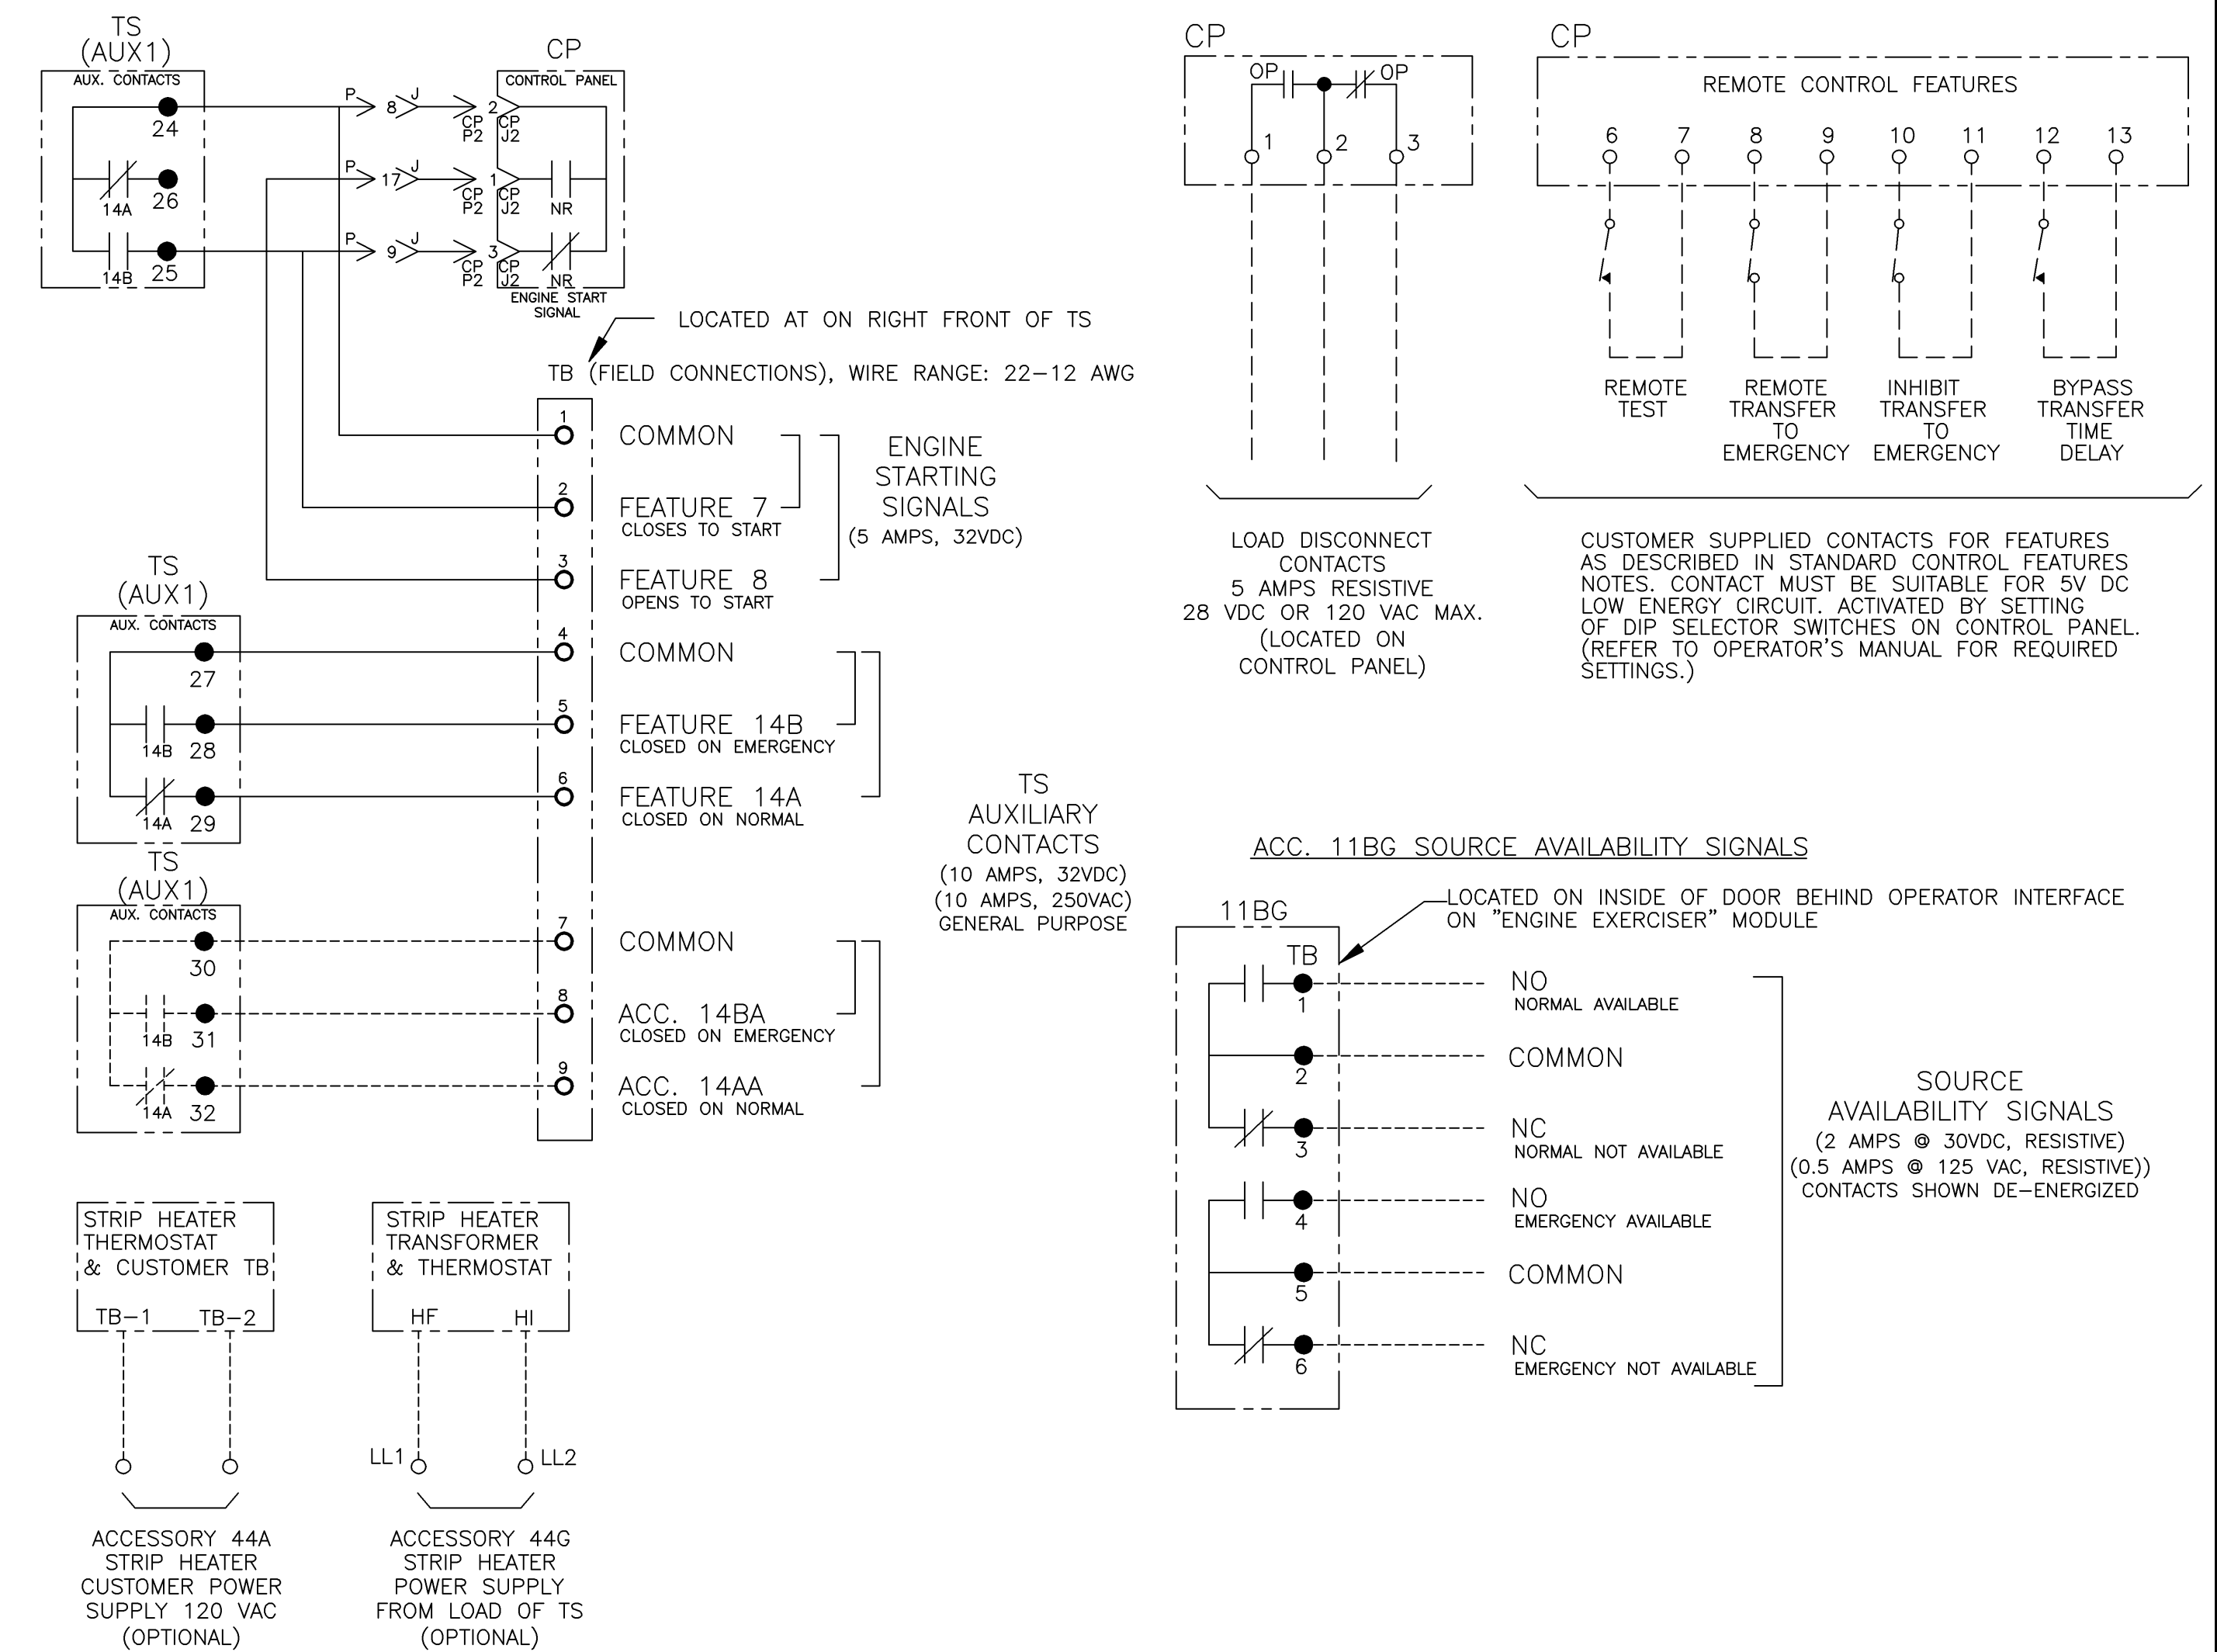 TS
(AUX1)
AUX. CONTACTS
24
14A
26
14B
25
P
8
J
CP
P2
2
CP
J2
P
17
J
CP
P2
1
CP
J2
NR
P
9
J
CP
P2
3
CP
J2
NR
CP
CONTROL PANEL
ENGINE START
SIGNAL
LOCATED AT ON RIGHT FRONT OF TS
TB (FIELD CONNECTIONS), WIRE RANGE: 22-12 AWG
1
COMMON
2
FEATURE 7
CLOSES TO START
3
FEATURE 8
OPENS TO START
ENGINE
STARTING
SIGNALS
(5 AMPS, 32VDC)
TS
(AUX1)
AUX. CONTACTS
27
14B
28
14A
29
4
COMMON
5
FEATURE 14B
CLOSED ON EMERGENCY
6
FEATURE 14A
CLOSED ON NORMAL
TS
(AUX1)
AUX. CONTACTS
30
14B
31
14A
32
7
COMMON
8
ACC. 14BA
CLOSED ON EMERGENCY
9
ACC. 14AA
CLOSED ON NORMAL
TS
AUXILIARY
CONTACTS
(10 AMPS, 32VDC)
(10 AMPS, 250VAC)
GENERAL PURPOSE
STRIP HEATER
THERMOSTAT
& CUSTOMER TB
TB-1
TB-2
ACCESSORY 44A
STRIP HEATER
CUSTOMER POWER
SUPPLY 120 VAC
(OPTIONAL)
STRIP HEATER
TRANSFORMER
& THERMOSTAT
HF
HI
LL1
LL2
ACCESSORY 44G
STRIP HEATER
POWER SUPPLY
FROM LOAD OF TS
(OPTIONAL)
CP
OP
OP
1
2
3
LOAD DISCONNECT
CONTACTS
5 AMPS RESISTIVE
28 VDC OR 120 VAC MAX.
(LOCATED ON
CONTROL PANEL)
CP
REMOTE CONTROL FEATURES
6 7 8 9 10 11 12 13
REMOTE
TEST
REMOTE
TRANSFER
TO
EMERGENCY
INHIBIT
TRANSFER
TO
EMERGENCY
BYPASS
TRANSFER
TIME
DELAY
CUSTOMER SUPPLIED CONTACTS FOR FEATURES
AS DESCRIBED IN STANDARD CONTROL FEATURES
NOTES. CONTACT MUST BE SUITABLE FOR 5V DC
LOW ENERGY CIRCUIT. ACTIVATED BY SETTING
OF DIP SELECTOR SWITCHES ON CONTROL PANEL.
(REFER TO OPERATOR'S MANUAL FOR REQUIRED
SETTINGS.)
ACC. 11BG SOURCE AVAILABILITY SIGNALS
LOCATED ON INSIDE OF DOOR BEHIND OPERATOR INTERFACE
ON "ENGINE EXERCISER" MODULE
11BG
TB
1
NO
NORMAL AVAILABLE
2
COMMON
3
NC
NORMAL NOT AVAILABLE
4
NO
EMERGENCY AVAILABLE
5
COMMON
6
NC
EMERGENCY NOT AVAILABLE
SOURCE
AVAILABILITY SIGNALS
(2 AMPS @ 30VDC, RESISTIVE)
(0.5 AMPS @ 125 VAC, RESISTIVE))
CONTACTS SHOWN DE-ENERGIZED